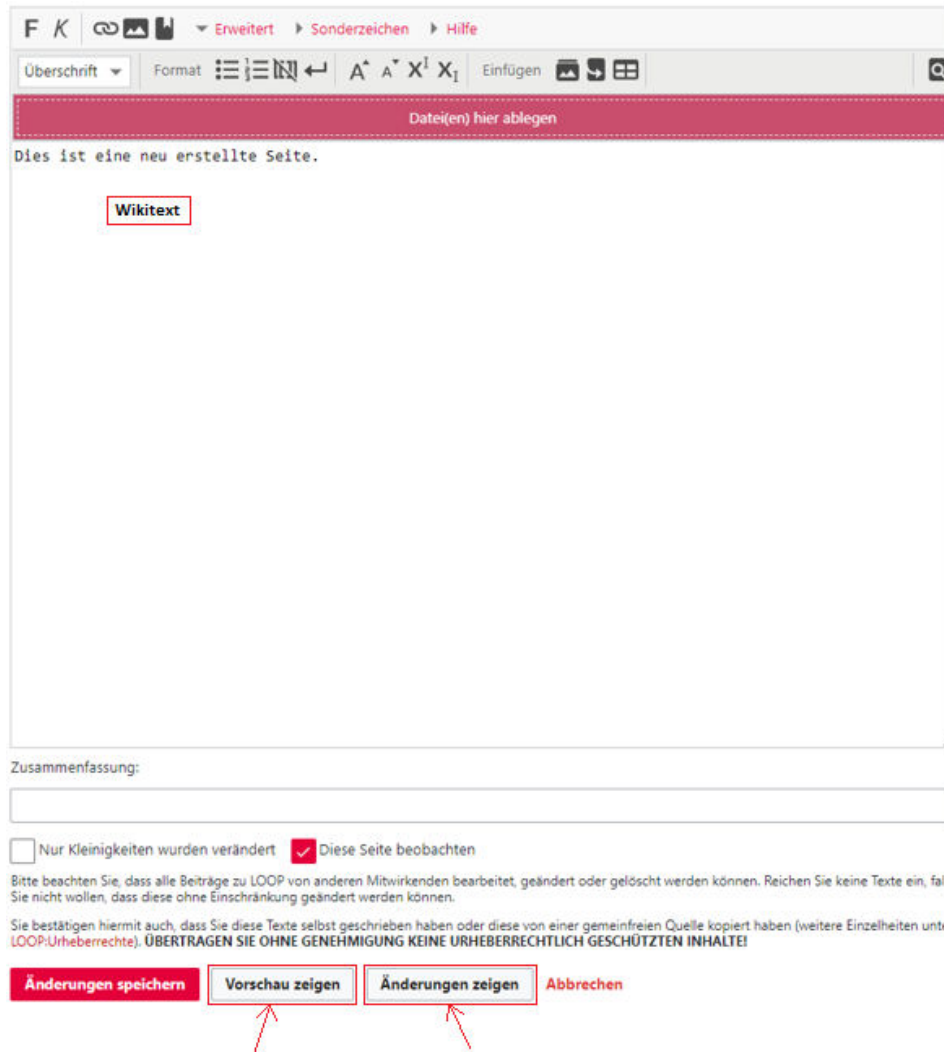 F K Erweitert Sonderzeichen Hilfe
Überschrift Format A A X I X I Einfügen
Datei(en) hier ablegen
Dies ist eine neu erstellte Seite.
Wikitext
Zusammenfassung:
Nur Kleinigkeiten wurden verändert Diese Seite beobachten
Bitte beachten Sie, dass alle Beiträge zu LOOP von anderen Mitwirkenden bearbeitet, geändert oder gelöscht werden können. Reichen Sie keine Texte ein, fal
Sie nicht wollen, dass diese ohne Einschränkung geändert werden können.
Sie bestätigen hiermit auch, dass Sie diese Texte selbst geschrieben haben oder diese von einer gemeinfreien Quelle kopiert haben (weitere Einzelheiten unte
LOOP:Urheberrechte). ÜBERTRAGEN SIE OHNE GENEHMIGUNG KEINE URHEBERRECHTLICH GESCHÜTZTEN INHALTE!
Änderungen speichern Vorschau zeigen Änderungen zeigen Abbrechen